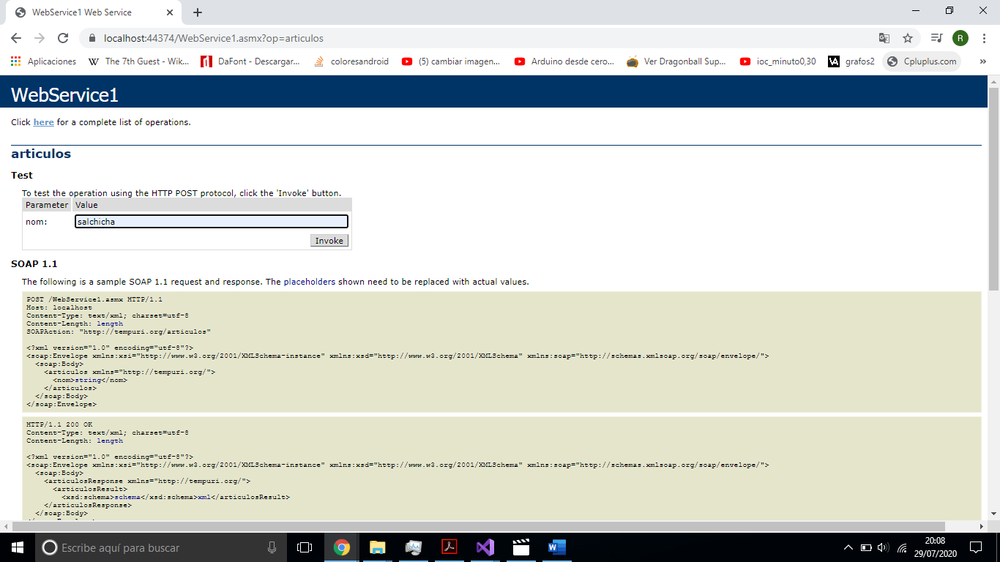 WebService1 Web Service
localhost:44374/WebService1.asmx?op=articulos
R
Aplicaciones
The 7th Guest - Wik...
DaFont - Descargar...
coloresandroid
(5) cambiar imagen...
Arduino desde cero...
Ver Dragonball Sup...
ioc_minuto0,30
grafos2
Cpluplus.com
»
WebService1
Click here for a complete list of operations.
articulos
Test
To test the operation using the HTTP POST protocol, click the 'Invoke' button.
Parameter Value
nom: salchicha
Invoke
SOAP 1.1
The following is a sample SOAP 1.1 request and response. The placeholders shown need to be replaced with actual values.
POST /WebService1.asmx HTTP/1.1
Host: localhost
Content-Type: text/xml; charset=utf-8
Content-Length: length
SOAPAction: "http://tempuri.org/articulos"
<?xml version="1.0" encoding="utf-8"?>
<soap:Envelope xmlns:xsi="http://www.w3.org/2001/XMLSchema-instance" xmlns:xsd="http://www.w3.org/2001/XMLSchema" xmlns:soap="http://schemas.xmlsoap.org/soap/envelope/">
<soap:Body>
<articulos xmlns="http://tempuri.org/">
<nom>string</nom>
</articulos>
</soap:Body>
</soap:Envelope>
HTTP/1.1 200 OK
Content-Type: text/xml; charset=utf-8
Content-Length: length
<?xml version="1.0" encoding="utf-8"?>
<soap:Envelope xmlns:xsi="http://www.w3.org/2001/XMLSchema-instance" xmlns:xsd="http://www.w3.org/2001/XMLSchema" xmlns:soap="http://schemas.xmlsoap.org/soap/envelope/">
<soap:Body>
<articulosResponse xmlns="http://tempuri.org/">
<articulosResult>
<xsd:schema>schema</xsd:schema>xml</articulosResult>
</articulosResponse>
</soap:Body>
Escribe aquí para buscar
20:08
29/07/2020